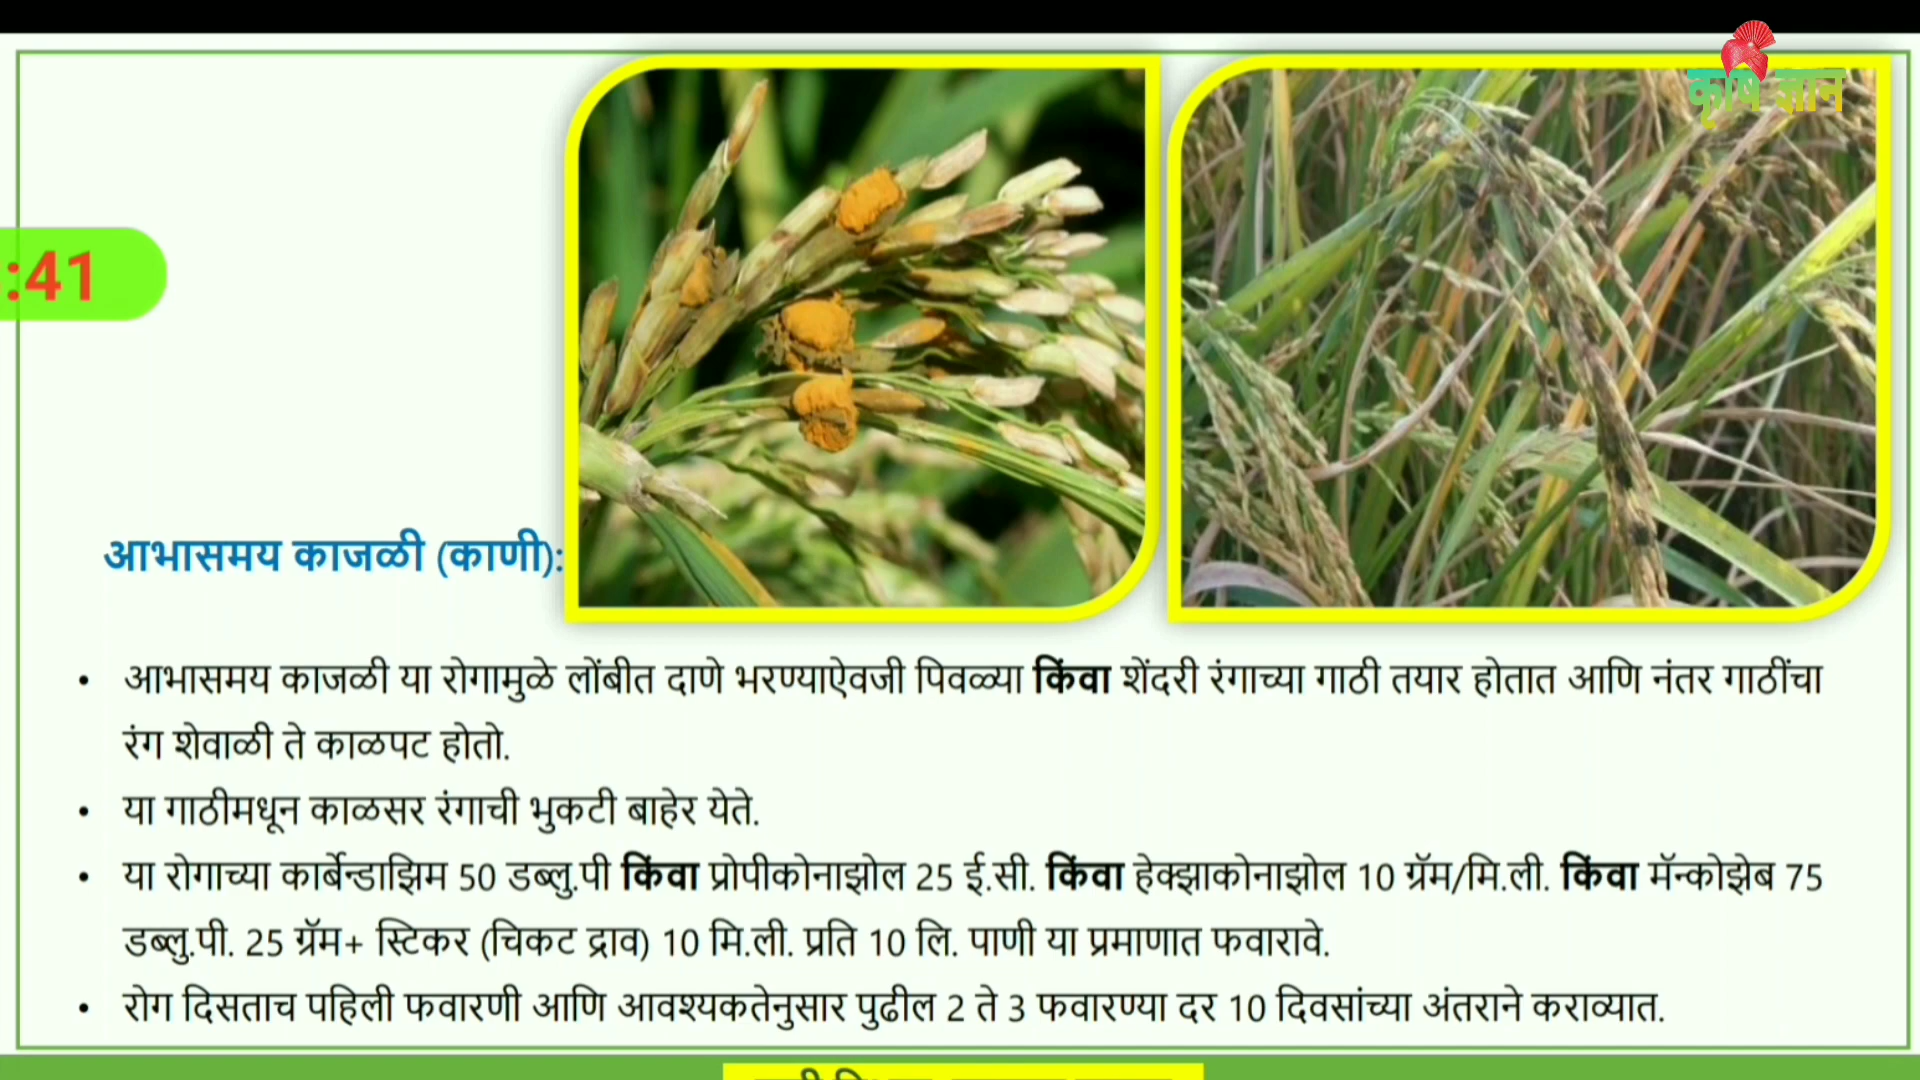 कृषि ज्ञान
:41
आभासमय काजळी (काणी):
• आभासमय काजळी या रोगामुळे लोंबीत दाणे भरण्याऐवजी पिवळ्या किंवा शेंदरी रंगाच्या गाठी तयार होतात आणि नंतर गाठींचा
रंग शेवाळी ते काळपट होतो.
• या गाठीमधून काळसर रंगाची भुकटी बाहेर येते.
• या रोगाच्या कार्बेन्डाझिम 50 डब्लु.पी किंवा प्रोपीकोनाझोल 25 ई.सी. किंवा हेक्झाकोनाझोल 10 ग्रॅम/मि.ली. किंवा मॅन्कोझेब 75
डब्लु.पी. 25 ग्रॅम+ स्टिकर (चिकट द्राव) 10 मि.ली. प्रति 10 लि. पाणी या प्रमाणात फवारावे.
• रोग दिसताच पहिली फवारणी आणि आवश्यकतेनुसार पुढील 2 ते 3 फवारण्या दर 10 दिवसांच्या अंतराने कराव्यात.